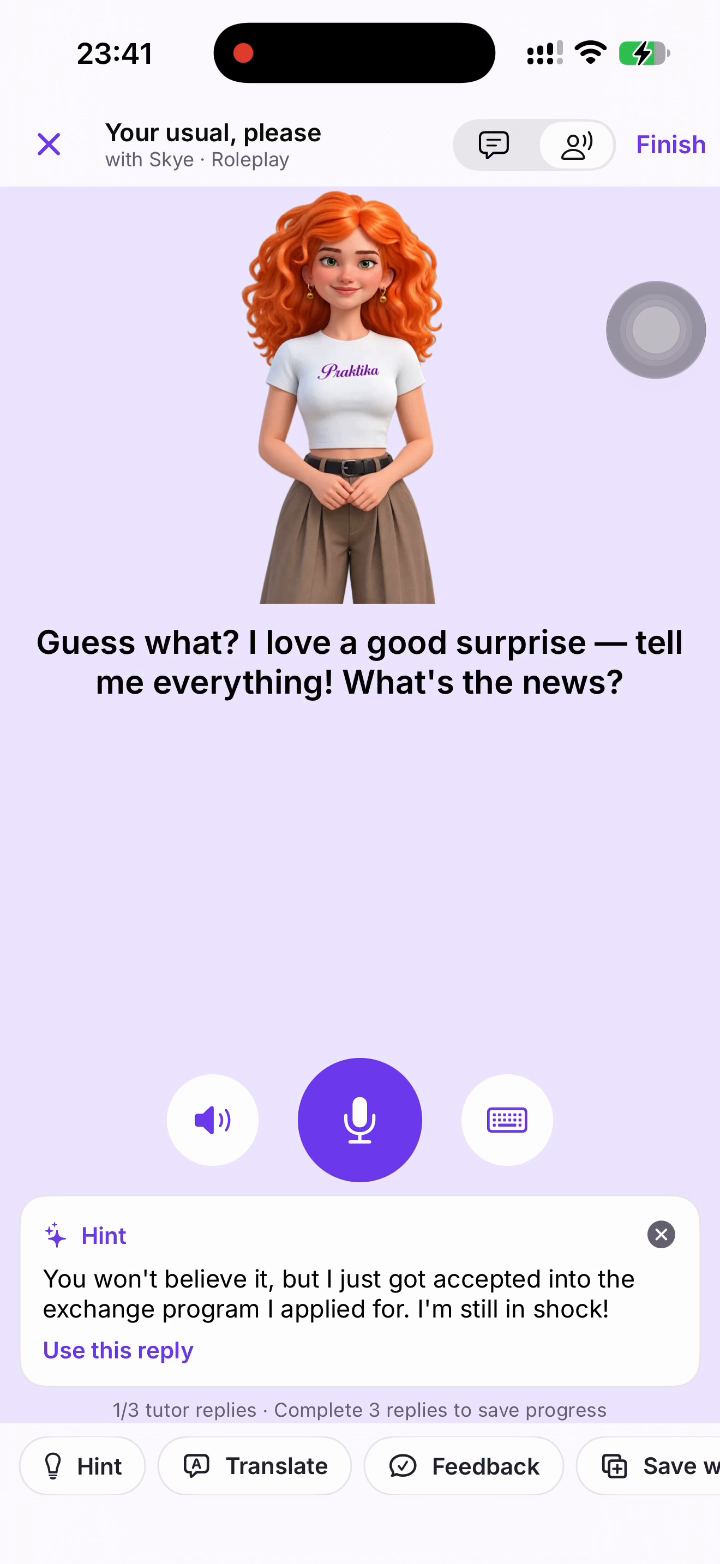 23:41
Your usual, please
with Skye · Roleplay
Finish
Praktika
Guess what? I love a good surprise — tell
me everything! What's the news?
Hint
You won't believe it, but I just got accepted into the
exchange program I applied for. I'm still in shock!
Use this reply
1/3 tutor replies · Complete 3 replies to save progress
Hint
Translate
Feedback
Save